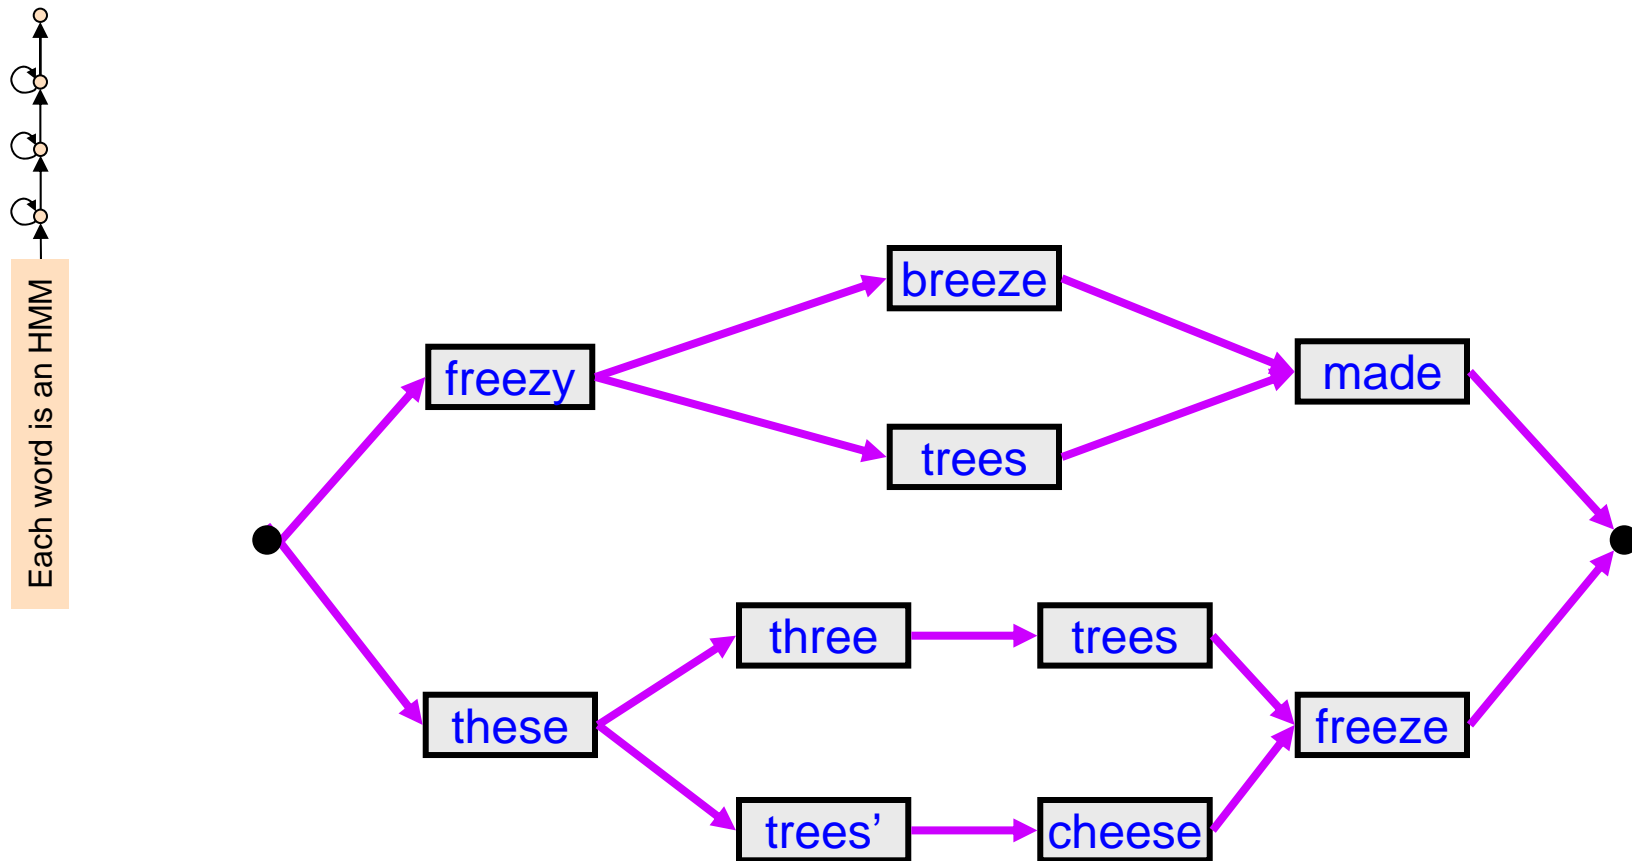 Each word is an HMM
breeze
freezy
made
trees
three
trees
these
freeze
trees’
cheese